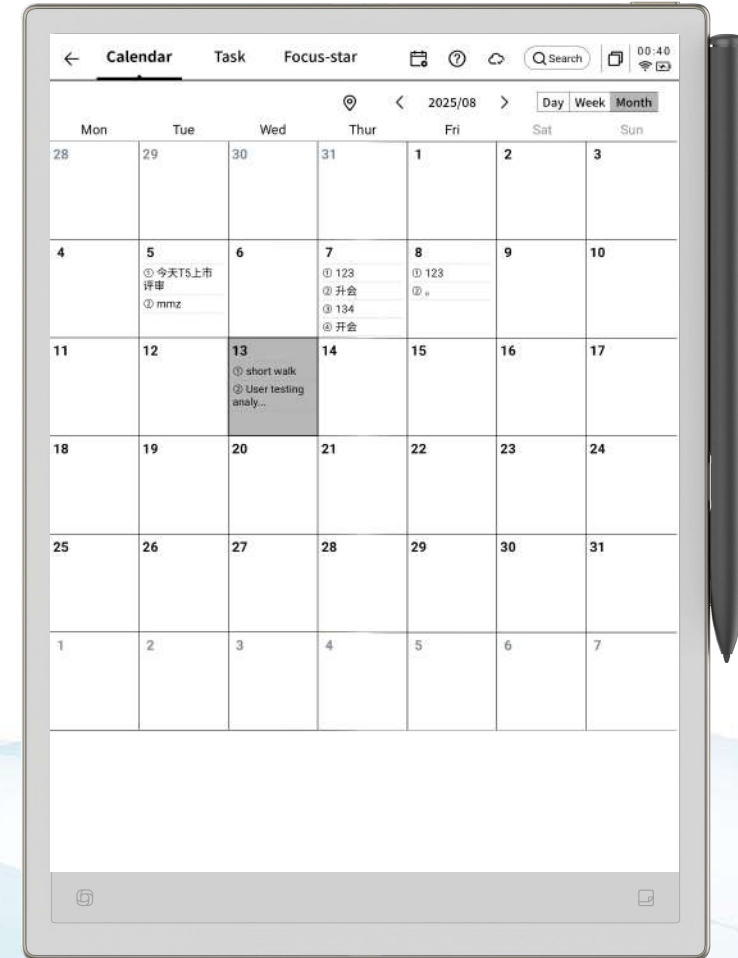 Calendar Task Focus-star Search 00:40
2025/08 Day Week Month
Mon Tue Wed Thur Fri Sat Sun
28 29 30 31 1 2 3
4 5 6 7 8 9 10
① 今天T5上市 ① 123 ① 123
评审 ② 升会 ② 。
② mmz ③ 134
④ 开会
11 12 13 14 15 16 17
① short walk
② User testing
analy...
18 19 20 21 22 23 24
25 26 27 28 29 30 31
1 2 3 4 5 6 7